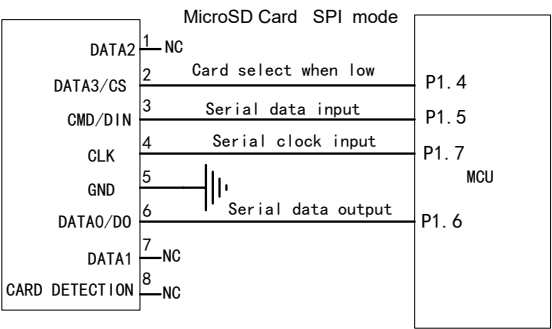 MicroSD Card SPI mode
DATA2 1 NC
DATA3/CS 2 Card select when low P1.4
CMD/DIN 3 Serial data input P1.5
CLK 4 Serial clock input P1.7
GND 5 MCU
DATA0/DO 6 Serial data output P1.6
DATA1 7 NC
CARD DETECTION 8 NC